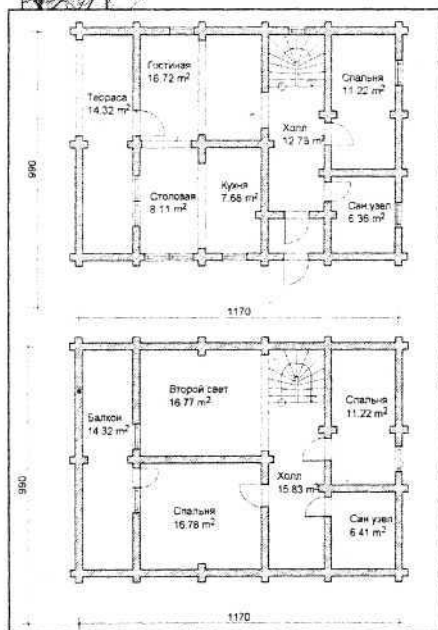 Гостиная
16.72 m²
Терраса
14.32 m²
Спальня
11.22 m²
Холл
12.75 m²
Столовая
8.11 m²
Кухня
7.66 m²
Сан.узел
6.36 m²
990
1170
Второй свет
16.77 m²
Балкон
14.32 m²
Спальня
11.22 m²
Холл
15.83 m²
Спальня
16.78 m²
Сан.узел
6.41 m²
990
1170